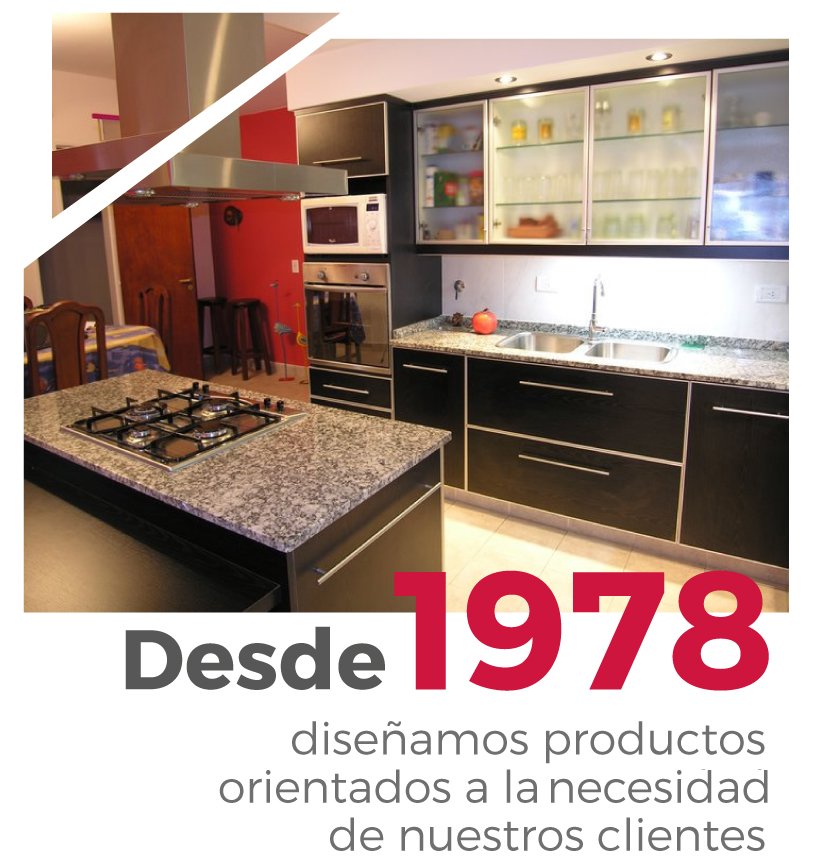 Desde 1978
diseñamos productos
orientados a la necesidad
de nuestros clientes